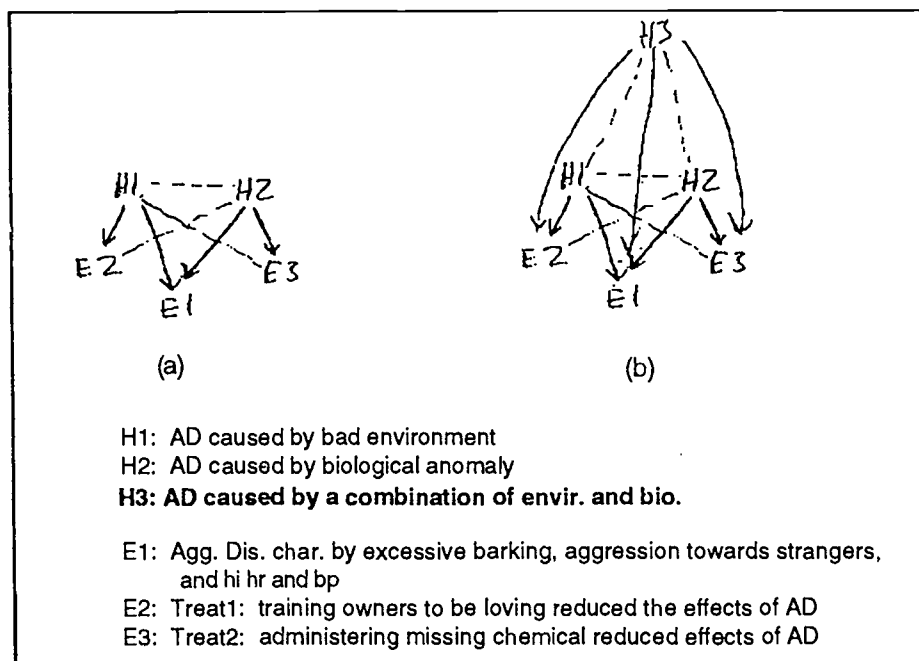 H3
H1 H2 H1 H2
E2 E3 E2 E3
E1 E1
(a) (b)
H1: AD caused by bad environment
H2: AD caused by biological anomaly
H3: AD caused by a combination of envir. and bio.
E1: Agg. Dis. char. by excessive barking, aggression towards strangers,
and hi hr and bp
E2: Treat1: training owners to be loving reduced the effects of AD
E3: Treat2: administering missing chemical reduced effects of AD